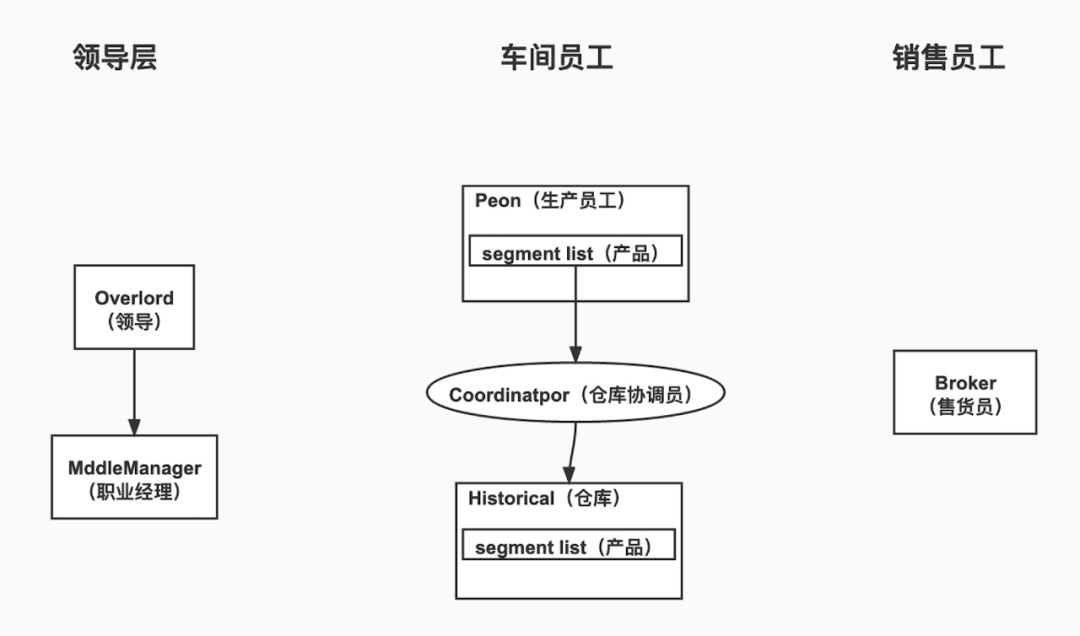 领导层
车间员工
销售员工
Peon（生产员工）
segment list（产品）
Overlord
（领导）
Coordinatpor（仓库协调员）
Broker
（售货员）
MddleManager
（职业经理）
Historical（仓库）
segment list（产品）